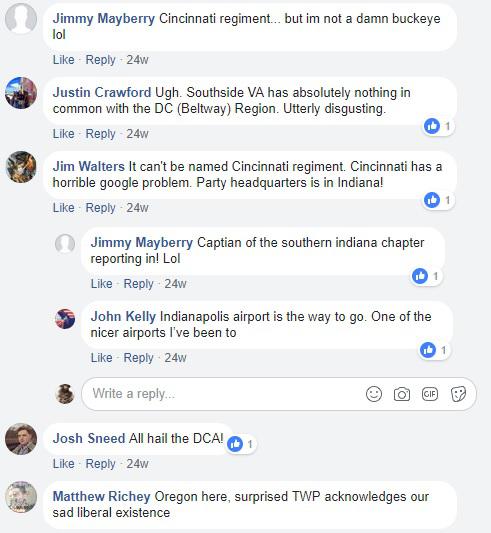 Jimmy Mayberry Cincinnati regiment... but im not a damn buckeye
lol
Like · Reply · 24w
Justin Crawford Ugh. Southside VA has absolutely nothing in
common with the DC (Beltway) Region. Utterly disgusting.
1
Like · Reply · 24w
Jim Walters It can't be named Cincinnati regiment. Cincinnati has a
horrible google problem. Party headquarters is in Indiana!
1
Like · Reply · 24w
Jimmy Mayberry Captian of the southern indiana chapter
reporting in! Lol
1
Like · Reply · 24w
John Kelly Indianapolis airport is the way to go. One of the
nicer airports I've been to
1
Like · Reply · 24w
Write a reply...
GIF
Josh Sneed All hail the DCA!
1
Like · Reply · 24w
Matthew Richey Oregon here, surprised TWP acknowledges our
sad liberal existence